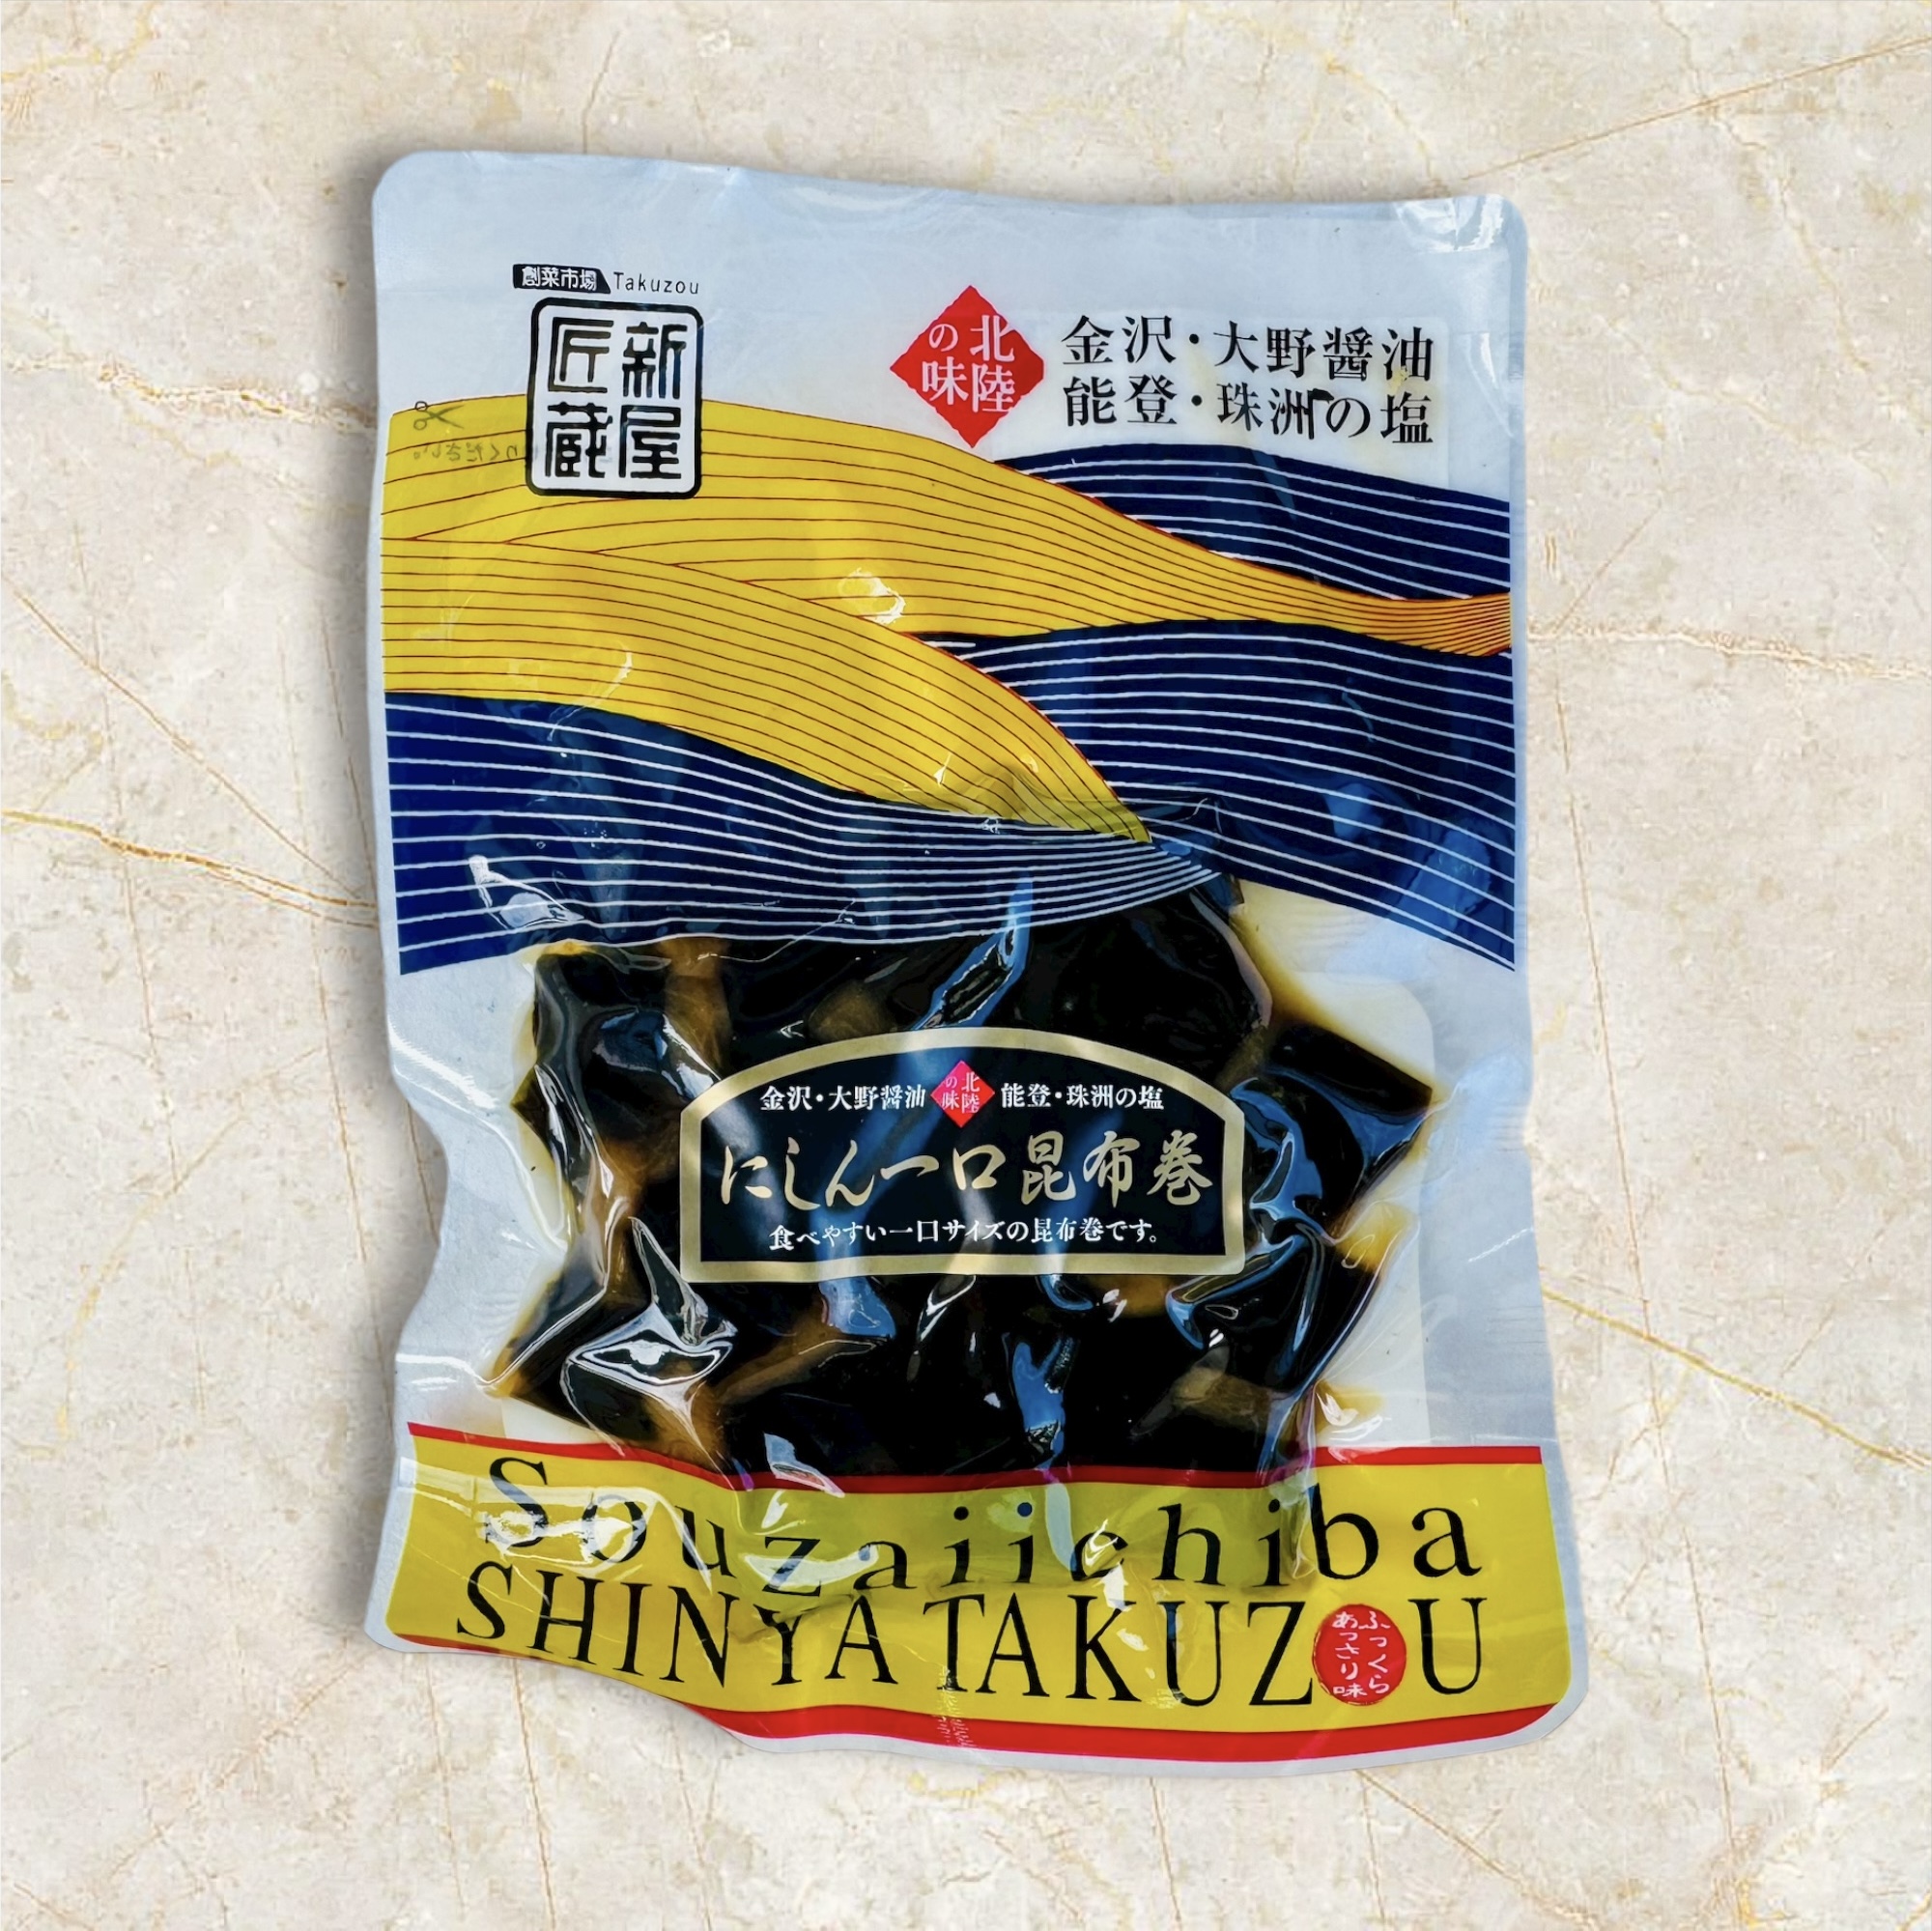 創菜市場 Takuzou
新屋
匠蔵
北陸
の味
金沢・大野醤油
能登・珠洲の塩
金沢・大野醤油 北陸の味 能登・珠洲の塩
にしん一口昆布巻
食べやすい一口サイズの昆布巻です。
Souzaiichiba
SHINYA TAKUZOU
ふっくら
あっさり味